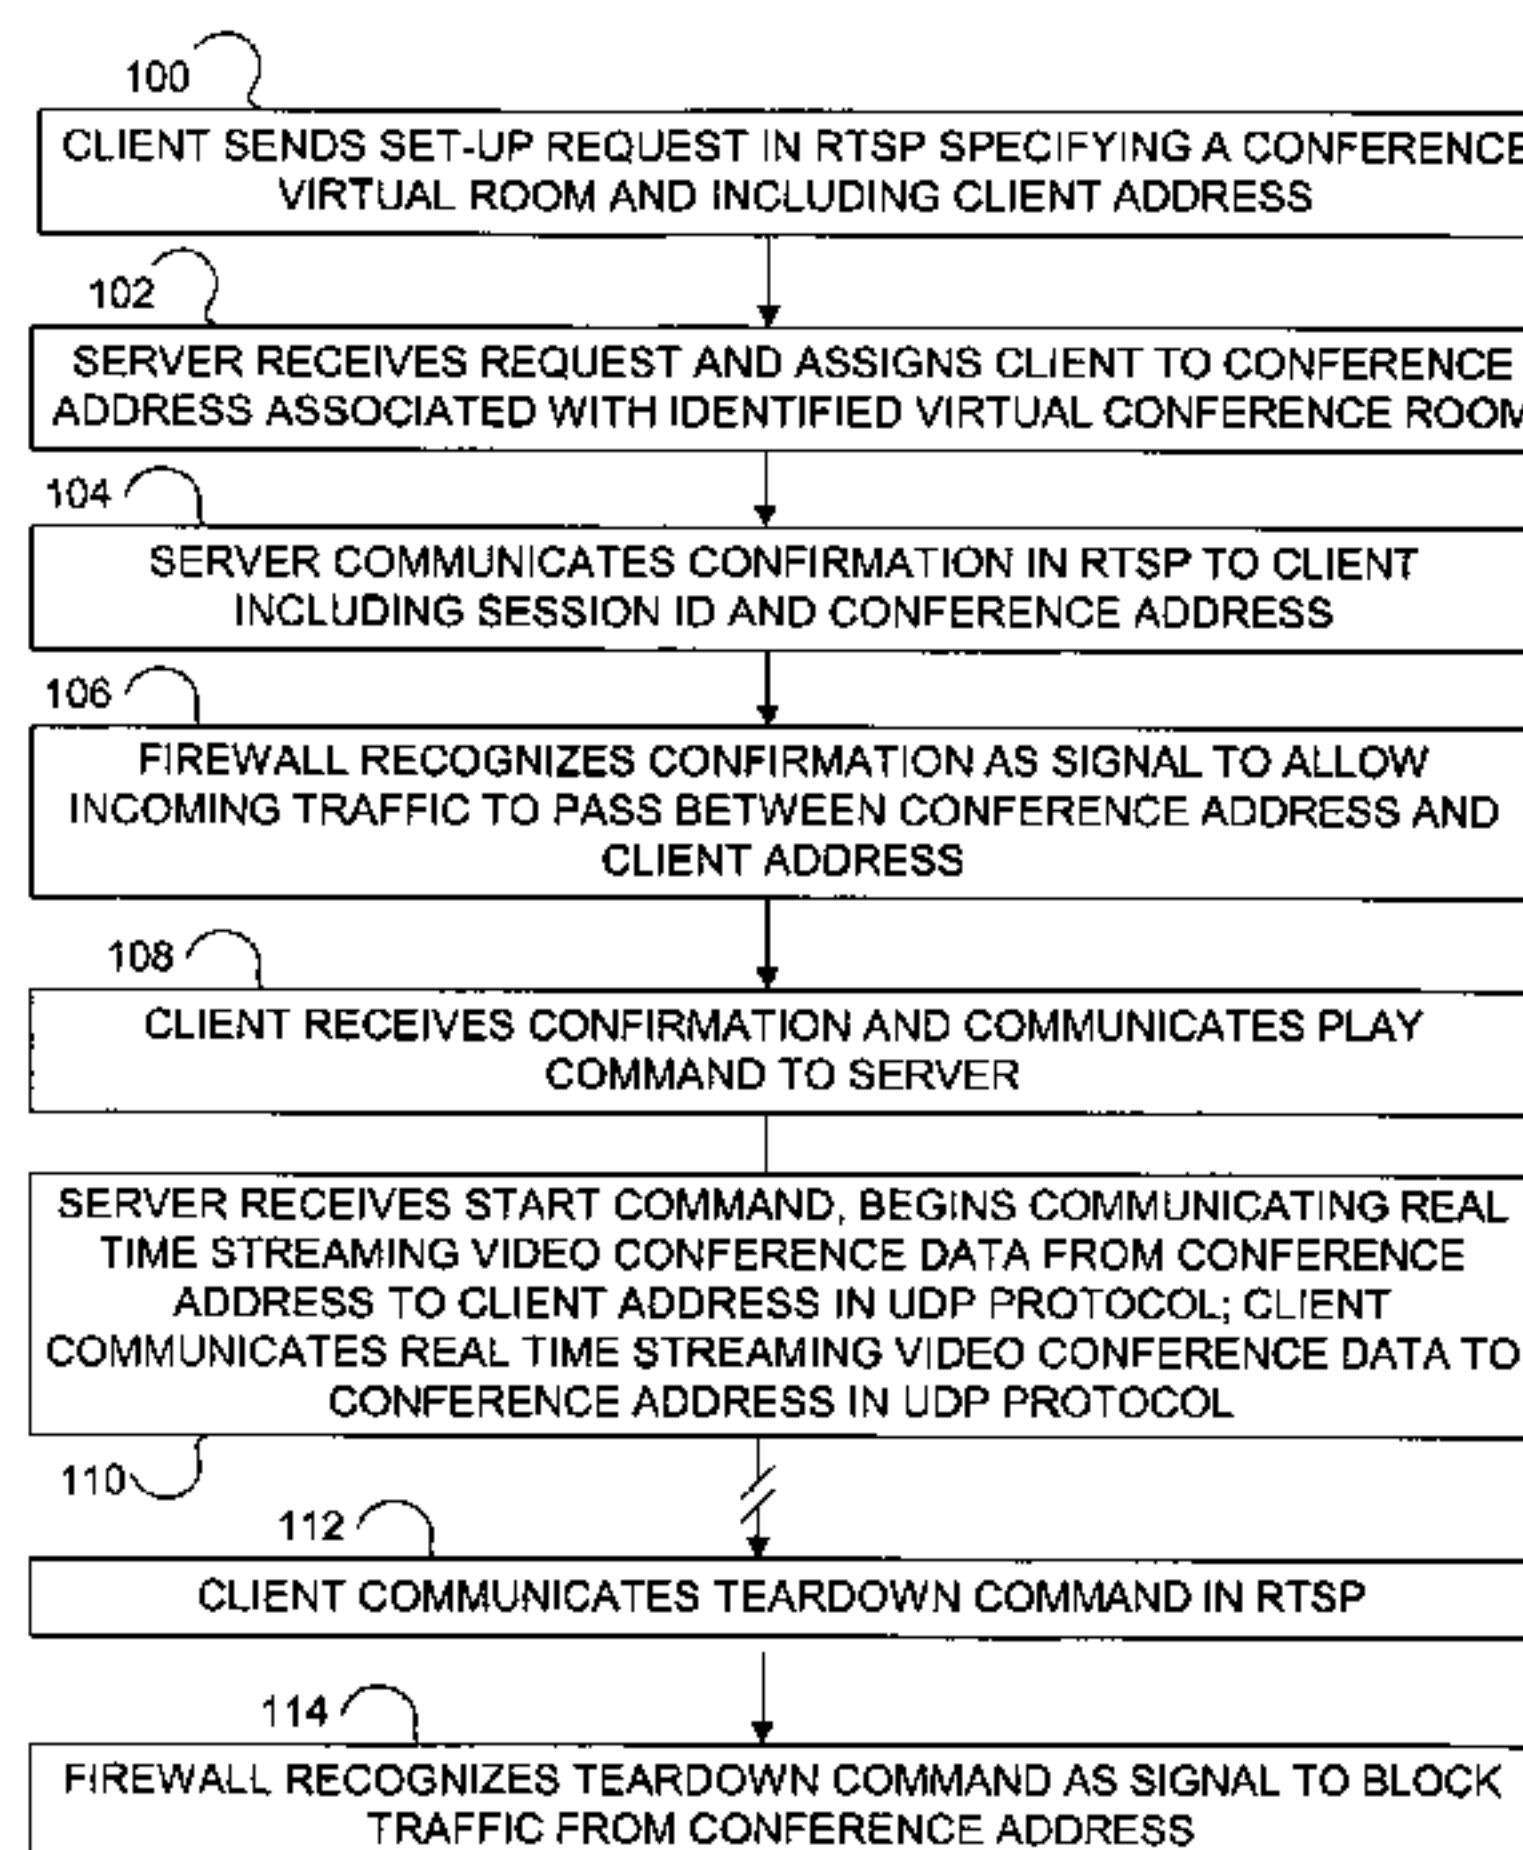 100
CLIENT SENDS SET-UP REQUEST IN RTSP SPECIFYING A CONFERENCE
VIRTUAL ROOM AND INCLUDING CLIENT ADDRESS
102
SERVER RECEIVES REQUEST AND ASSIGNS CLIENT TO CONFERENCE
ADDRESS ASSOCIATED WITH IDENTIFIED VIRTUAL CONFERENCE ROOM
104
SERVER COMMUNICATES CONFIRMATION IN RTSP TO CLIENT
INCLUDING SESSION ID AND CONFERENCE ADDRESS
106
FIREWALL RECOGNIZES CONFIRMATION AS SIGNAL TO ALLOW
INCOMING TRAFFIC TO PASS BETWEEN CONFERENCE ADDRESS AND
CLIENT ADDRESS
108
CLIENT RECEIVES CONFIRMATION AND COMMUNICATES PLAY
COMMAND TO SERVER
SERVER RECEIVES START COMMAND, BEGINS COMMUNICATING REAL
TIME STREAMING VIDEO CONFERENCE DATA FROM CONFERENCE
ADDRESS TO CLIENT ADDRESS IN UDP PROTOCOL; CLIENT
COMMUNICATES REAL TIME STREAMING VIDEO CONFERENCE DATA TO
CONFERENCE ADDRESS IN UDP PROTOCOL
110
112
CLIENT COMMUNICATES TEARDOWN COMMAND IN RTSP
114
FIREWALL RECOGNIZES TEARDOWN COMMAND AS SIGNAL TO BLOCK
TRAFFIC FROM CONFERENCE ADDRESS